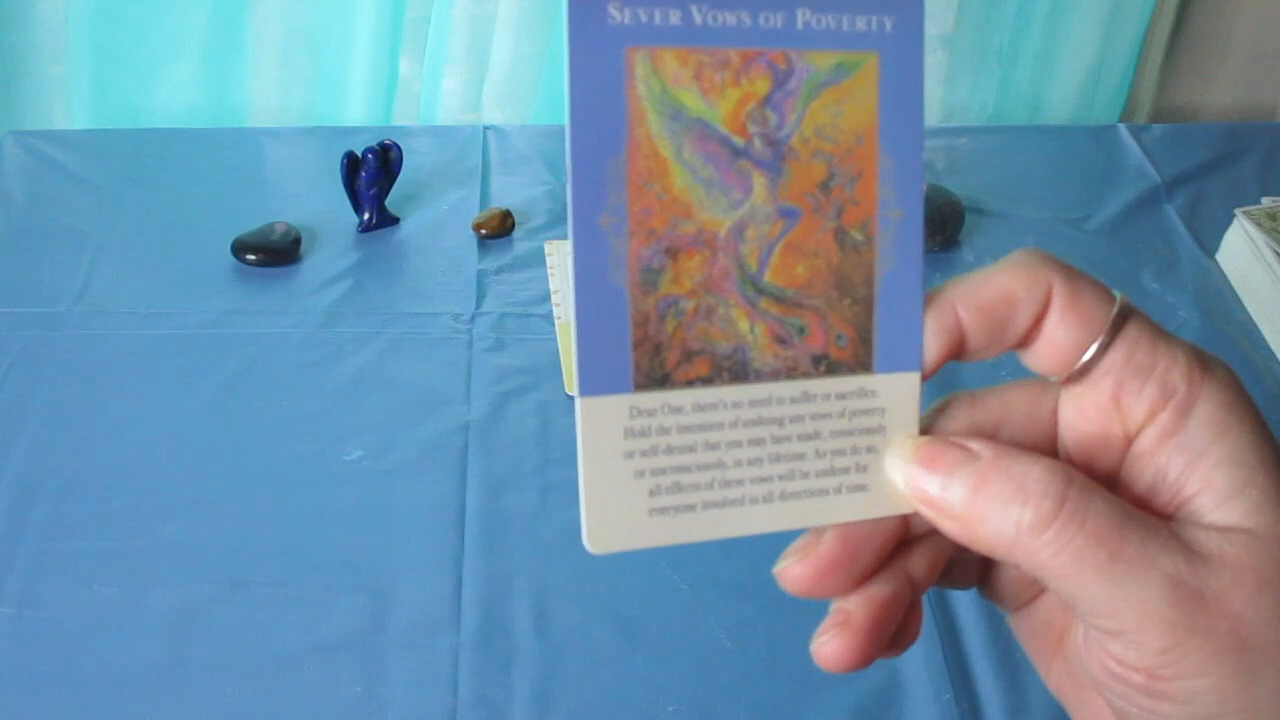 SEVER VOWS OF POVERTY
Dear One, there's no need to suffer or sacrifice.
Hold the intention of undoing any vows of poverty
or self-denial that you may have made, consciously
or unconsciously, in any lifetime. As you do so,
all effects of these vows will be undone for
everyone involved in all directions of time.